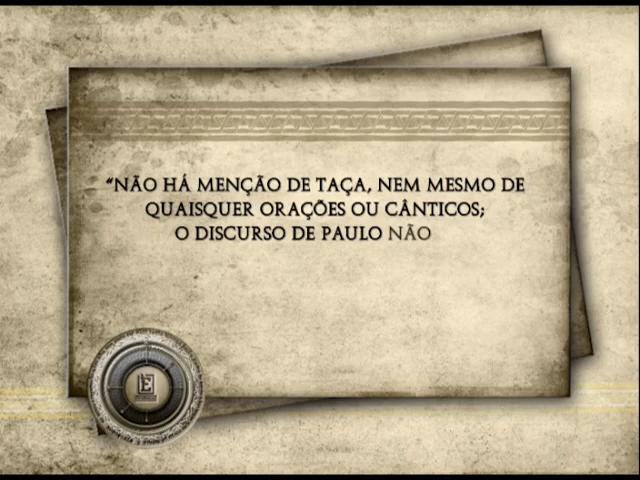 “NÃO HÁ MENÇÃO DE TAÇA, NEM MESMO DE
QUAISQUER ORAÇÕES OU CÂNTICOS;
O DISCURSO DE PAULO NÃO